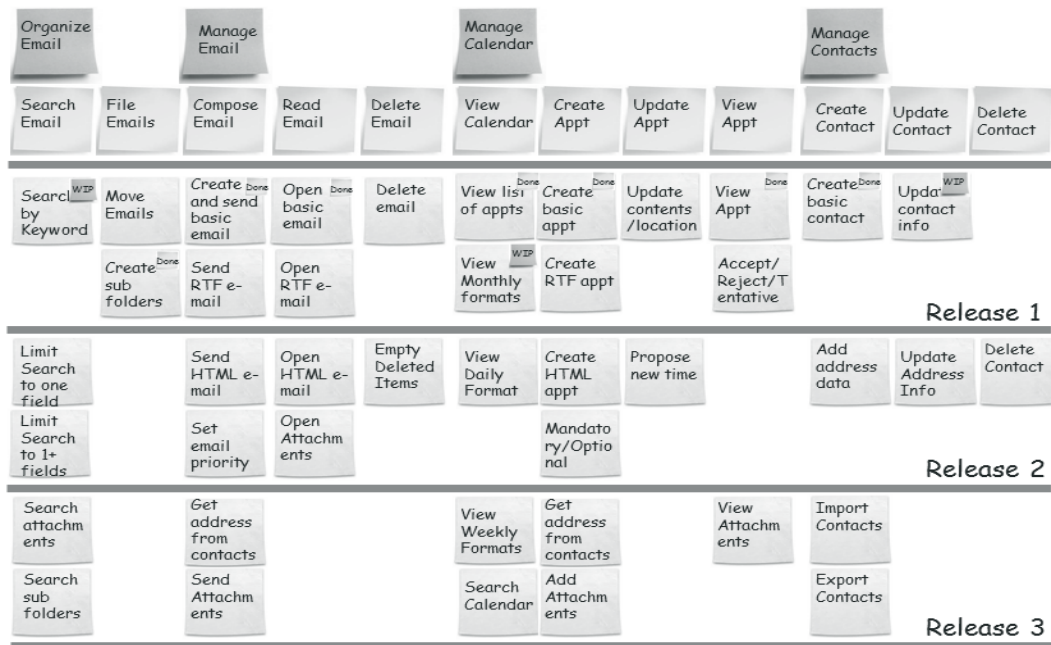 Organize
Email
Manage
Email
Manage
Calendar
Manage
Contacts
Search
Email
File
Emails
Compose
Email
Read
Email
Delete
Email
View
Calendar
Create
Appt
Update
Appt
View
Appt
Create
Contact
Update
Contact
Delete
Contact
Search
by
Keyword
WIP
Move
Emails
Create
sub
folders
Done
Create
and send
basic
email
Done
Send
RTF e-
mail
Open
basic
email
Done
Open
RTF e-
mail
Delete
email
View list
of appts
Done
View
Monthly
formats
WIP
Create
basic
appt
Done
Create
RTF appt
Update
contents
/location
View
Appt
Done
Accept/
Reject/T
entative
Create
basic
contact
Done
Update
contact
info
WIP
Release 1
Limit
Search
to one
field
Limit
Search
to 1+
fields
Send
HTML e-
mail
Set
email
priority
Open
HTML e-
mail
Open
Attachm
ents
Empty
Deleted
Items
View
Daily
Format
Create
HTML
appt
Mandato
ry/Optio
nal
Propose
new time
Add
address
data
Update
Address
Info
Delete
Contact
Release 2
Search
attachm
ents
Search
sub
folders
Get
address
from
contacts
Send
Attachm
ents
View
Weekly
Formats
Search
Calendar
Get
address
from
contacts
Add
Attachm
ents
View
Attachm
ents
Import
Contacts
Export
Contacts
Release 3